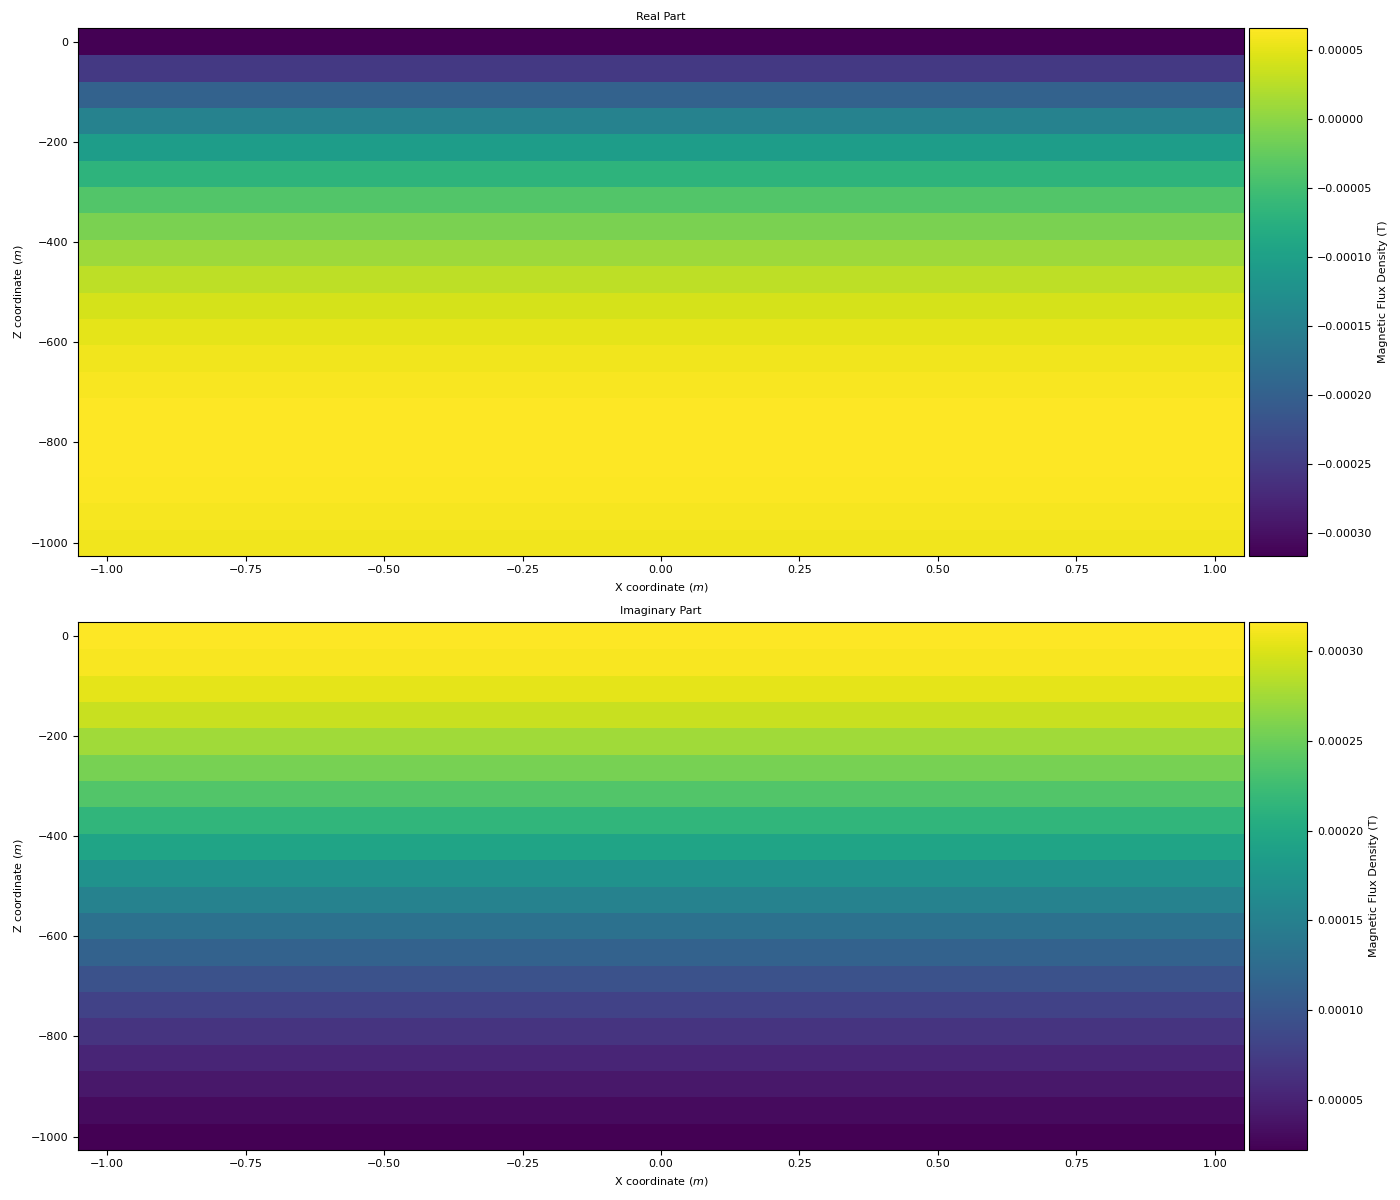 Real Part
0
−200
−400
−600
−800
−1000
Z coordinate (m)
−1.00 −0.75 −0.50 −0.25 0.00 0.25 0.50 0.75 1.00
X coordinate (m)
0.00005
0.00000
−0.00005
−0.00010
−0.00015
−0.00020
−0.00025
−0.00030
Magnetic Flux Density (T)
Imaginary Part
0
−200
−400
−600
−800
−1000
Z coordinate (m)
−1.00 −0.75 −0.50 −0.25 0.00 0.25 0.50 0.75 1.00
X coordinate (m)
0.00030
0.00025
0.00020
0.00015
0.00010
0.00005
Magnetic Flux Density (T)